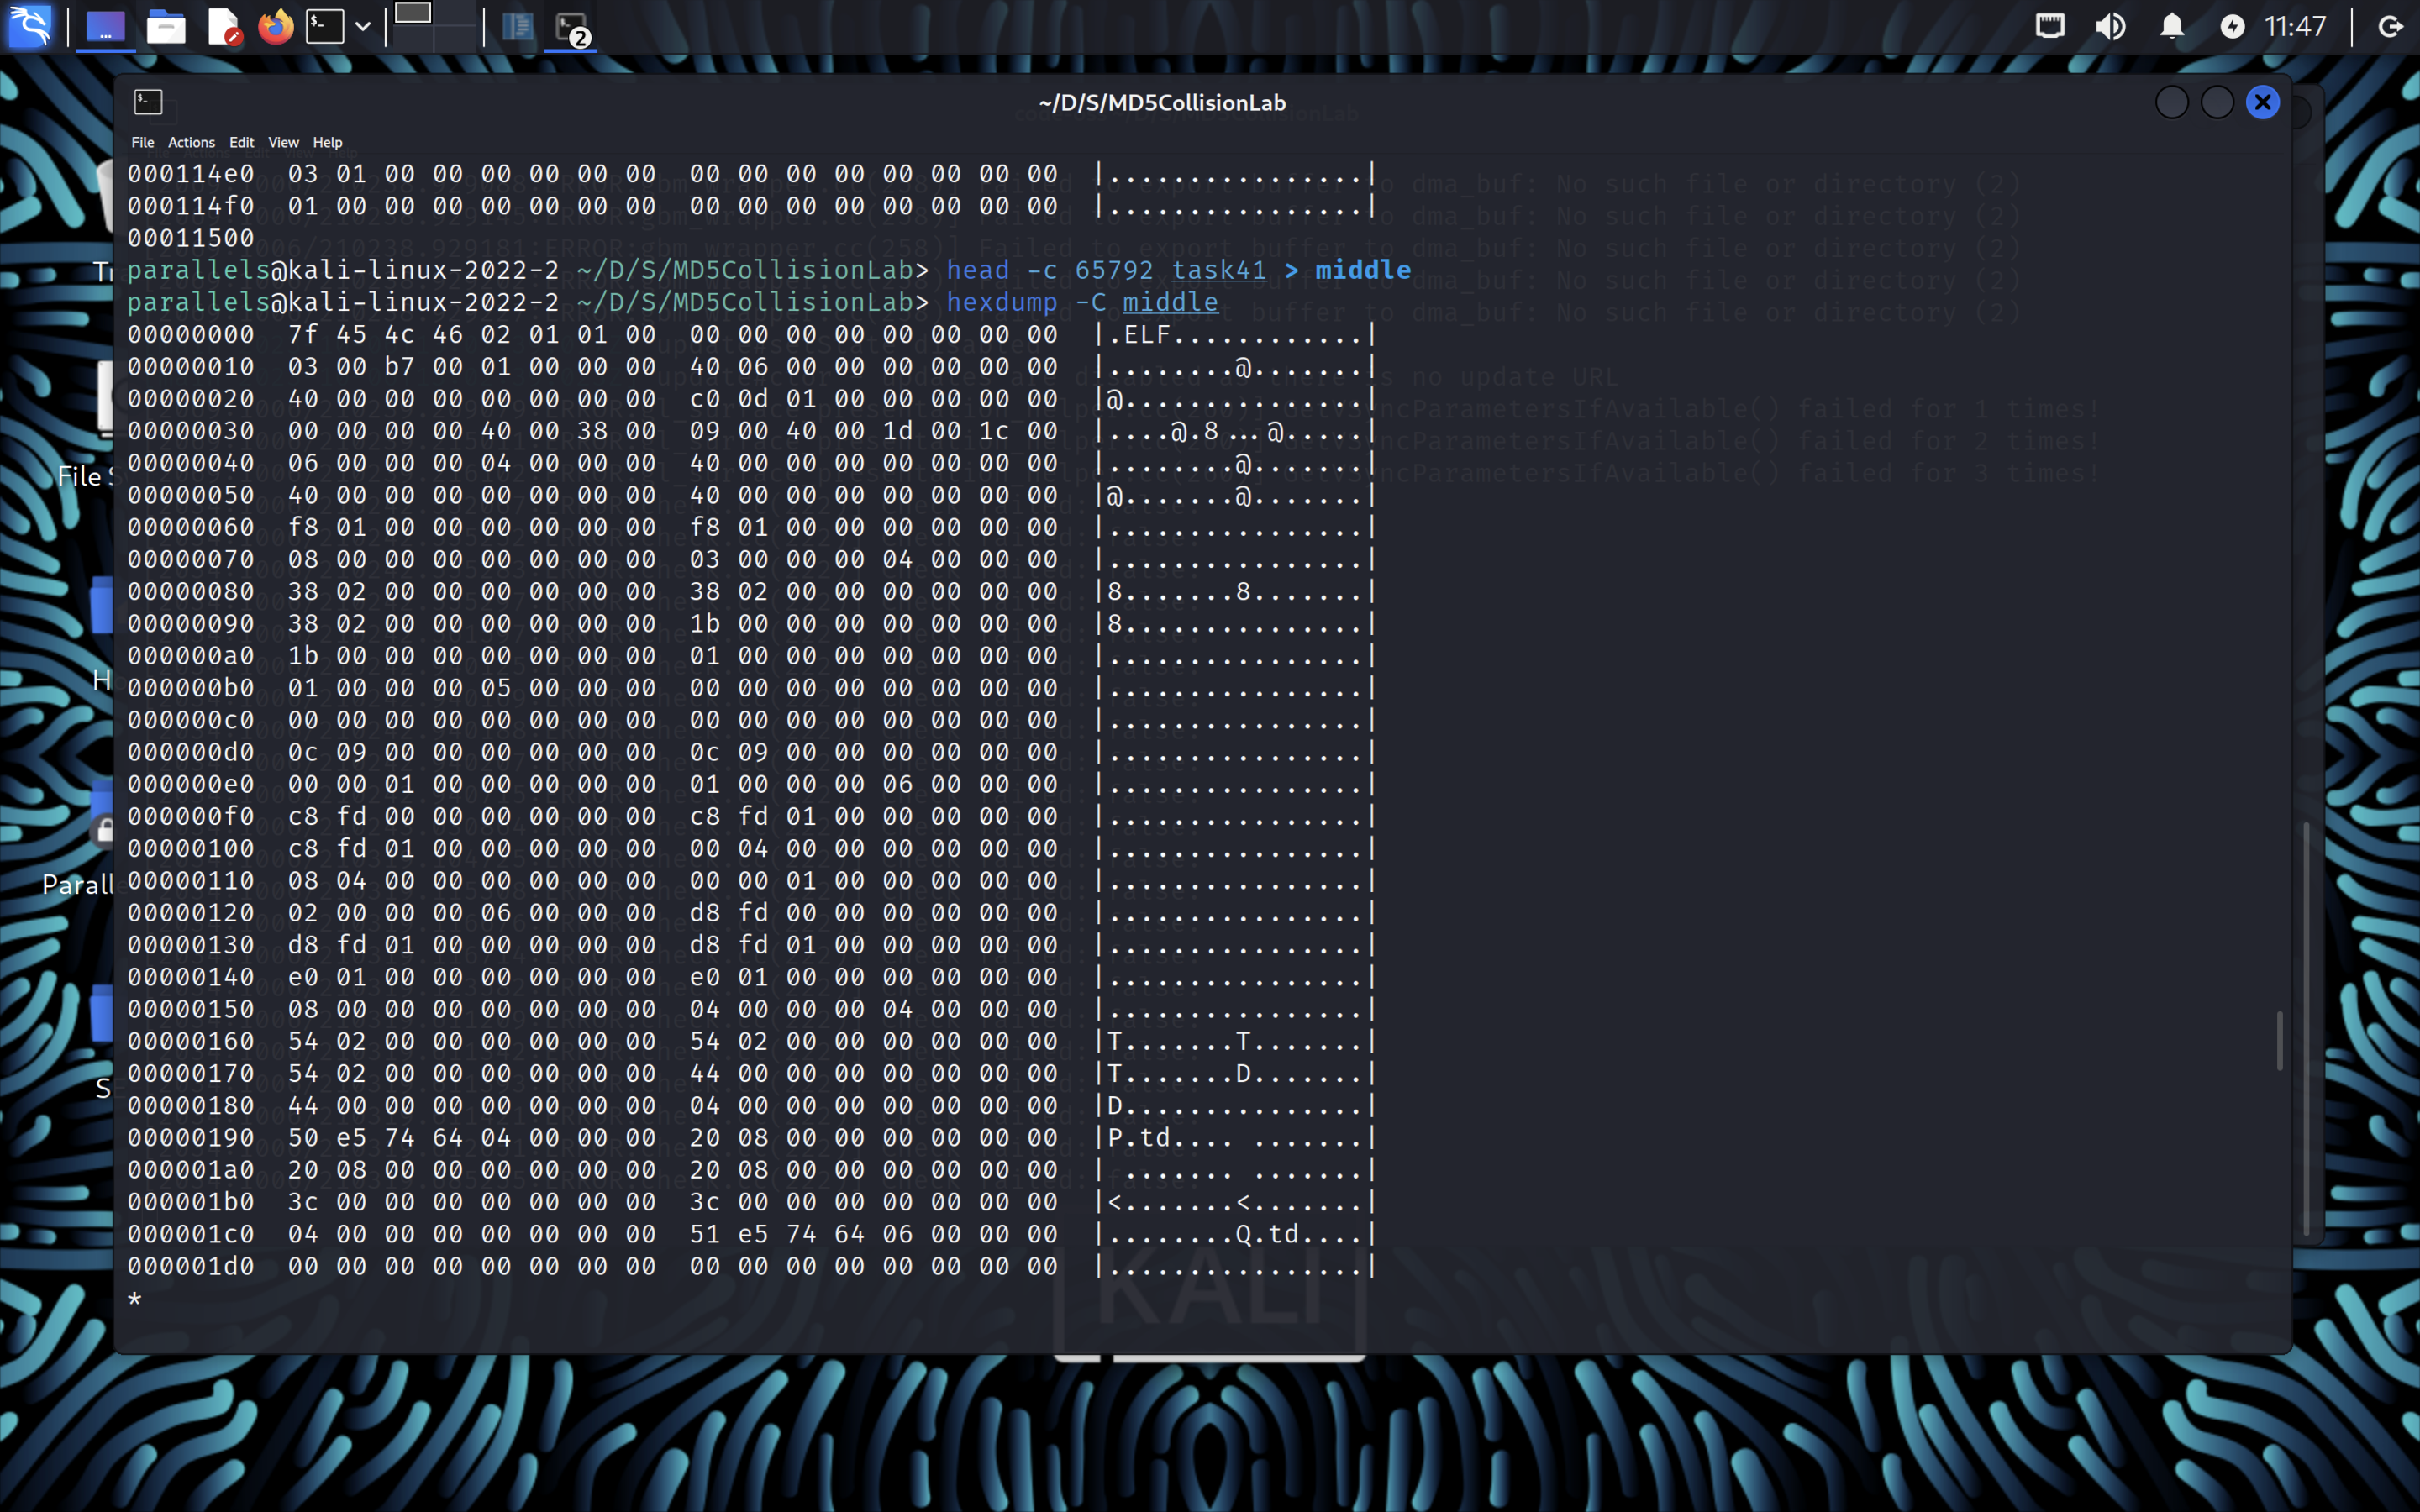 2
11:47
~/D/S/MD5CollisionLab
File Actions Edit View Help
000114e0  03 01 00 00 00 00 00 00  00 00 00 00 00 00 00 00  |................|
000114f0  01 00 00 00 00 00 00 00  00 00 00 00 00 00 00 00  |................|
00011500
parallels@kali-linux-2022-2 ~/D/S/MD5CollisionLab> head -c 65792 task41 > middle
parallels@kali-linux-2022-2 ~/D/S/MD5CollisionLab> hexdump -C middle
00000000  7f 45 4c 46 02 01 01 00  00 00 00 00 00 00 00 00  |.ELF............|
00000010  03 00 b7 00 01 00 00 00  40 06 00 00 00 00 00 00  |........@.......|
00000020  40 00 00 00 00 00 00 00  c0 0d 01 00 00 00 00 00  |@...............|
00000030  00 00 00 00 40 00 38 00  09 00 40 00 1d 00 1c 00  |....@.8...@.....|
00000040  06 00 00 00 04 00 00 00  40 00 00 00 00 00 00 00  |........@.......|
00000050  40 00 00 00 00 00 00 00  40 00 00 00 00 00 00 00  |@.......@.......|
00000060  f8 01 00 00 00 00 00 00  f8 01 00 00 00 00 00 00  |................|
00000070  08 00 00 00 00 00 00 00  03 00 00 00 04 00 00 00  |................|
00000080  38 02 00 00 00 00 00 00  38 02 00 00 00 00 00 00  |8.......8.......|
00000090  38 02 00 00 00 00 00 00  1b 00 00 00 00 00 00 00  |8...............|
000000a0  1b 00 00 00 00 00 00 00  01 00 00 00 00 00 00 00  |................|
000000b0  01 00 00 00 05 00 00 00  00 00 00 00 00 00 00 00  |................|
000000c0  00 00 00 00 00 00 00 00  00 00 00 00 00 00 00 00  |................|
000000d0  0c 09 00 00 00 00 00 00  0c 09 00 00 00 00 00 00  |................|
000000e0  00 00 01 00 00 00 00 00  01 00 00 00 06 00 00 00  |................|
000000f0  c8 fd 00 00 00 00 00 00  c8 fd 01 00 00 00 00 00  |................|
00000100  c8 fd 01 00 00 00 00 00  00 04 00 00 00 00 00 00  |................|
00000110  08 04 00 00 00 00 00 00  00 00 01 00 00 00 00 00  |................|
00000120  02 00 00 00 06 00 00 00  d8 fd 00 00 00 00 00 00  |................|
00000130  d8 fd 01 00 00 00 00 00  d8 fd 01 00 00 00 00 00  |................|
00000140  e0 01 00 00 00 00 00 00  e0 01 00 00 00 00 00 00  |................|
00000150  08 00 00 00 00 00 00 00  04 00 00 00 04 00 00 00  |................|
00000160  54 02 00 00 00 00 00 00  54 02 00 00 00 00 00 00  |T.......T.......|
00000170  54 02 00 00 00 00 00 00  44 00 00 00 00 00 00 00  |T.......D.......|
00000180  44 00 00 00 00 00 00 00  04 00 00 00 00 00 00 00  |D...............|
00000190  50 e5 74 64 04 00 00 00  20 08 00 00 00 00 00 00  |P.td.... .......|
000001a0  20 08 00 00 00 00 00 00  20 08 00 00 00 00 00 00  | ....... .......|
000001b0  3c 00 00 00 00 00 00 00  3c 00 00 00 00 00 00 00  |<.......<.......|
000001c0  04 00 00 00 00 00 00 00  51 e5 74 64 06 00 00 00  |........Q.td....|
000001d0  00 00 00 00 00 00 00 00  00 00 00 00 00 00 00 00  |................|
*
File S
Parall
KALI